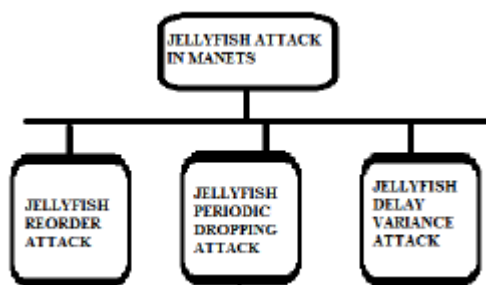 JELLYFISH ATTACK
IN MANETS
JELLYFISH
REORDER
ATTACK
JELLYFISH
PERIODIC
DROPPING
ATTACK
JELLYFISH
DELAY
VARIANCE
ATTACK